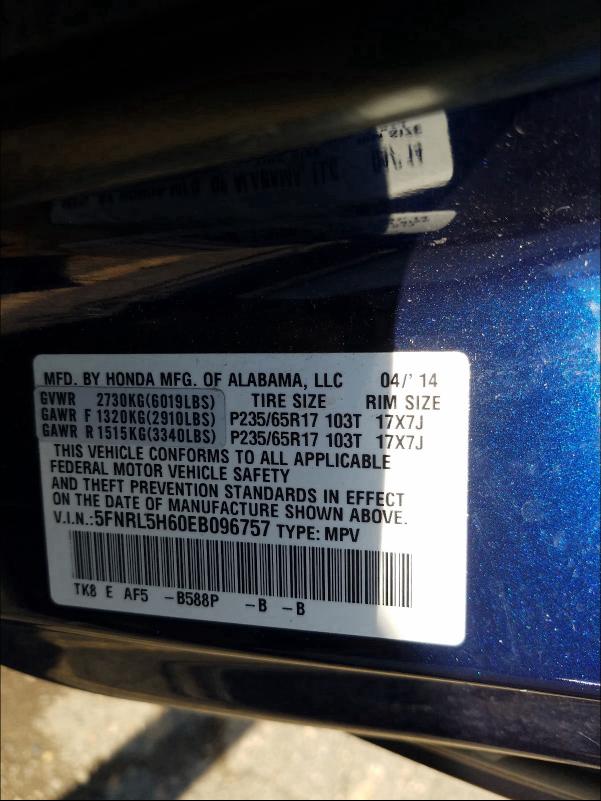 MFD. BY HONDA MFG. OF ALABAMA, LLC 04/'14
GVWR 2730KG(6019LBS) TIRE SIZE RIM SIZE
GAWR F 1320KG(2910LBS) P235/65R17 103T 17X7J
GAWR R 1515KG(3340LBS) P235/65R17 103T 17X7J
THIS VEHICLE CONFORMS TO ALL APPLICABLE
FEDERAL MOTOR VEHICLE SAFETY
AND THEFT PREVENTION STANDARDS IN EFFECT
ON THE DATE OF MANUFACTURE SHOWN ABOVE.
V.I.N.:5FNRL5H60EB096757 TYPE: MPV
TK8 E AF5 -B588P -B -B